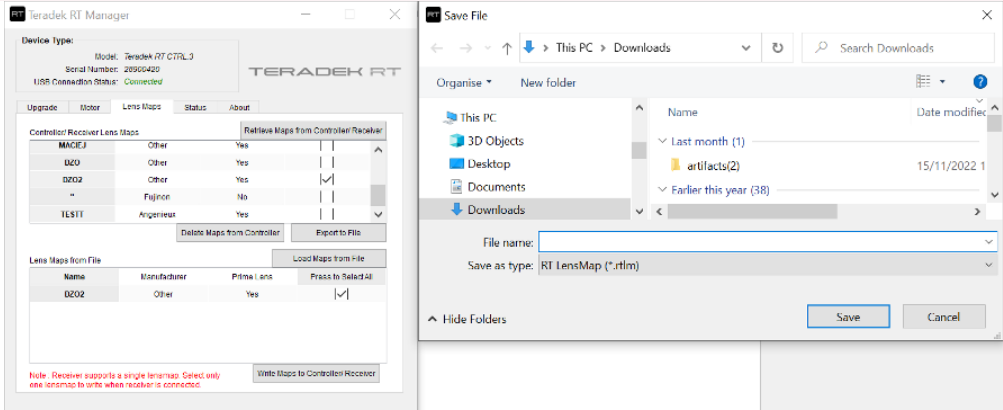 RT Teradek RT Manager
Device Type:
Model: Teradek RT CTRL.3
Serial Number: 28900420
USB Connection Status: Connected
TERADEK RT
Upgrade Motor Lens Maps Status About
Controller/ Receiver Lens Maps Retrieve Maps from Controller/ Receiver
MACIEJ Other Yes
DZO Other Yes
DZO2 Other Yes
" Fujinon No
TESTT Angenieux Yes
Delete Maps from Controller Export to File
Lens Maps from File Load Maps from File
Name Manufacturer Prime Lens Press to Select All
DZO2 Other Yes
Note : Receiver supports a single lensmap. Select only
one lensmap to write when receiver is connected.
Write Maps to Controller/ Receiver
RT Save File
This PC > Downloads
Search Downloads
Organise New folder
This PC
3D Objects
Desktop
Documents
Downloads
Name Date modified
Last month (1)
artifacts(2) 15/11/2022 1
Earlier this year (38)
File name:
Save as type: RT LensMap (*.rtlm)
Hide Folders
Save Cancel